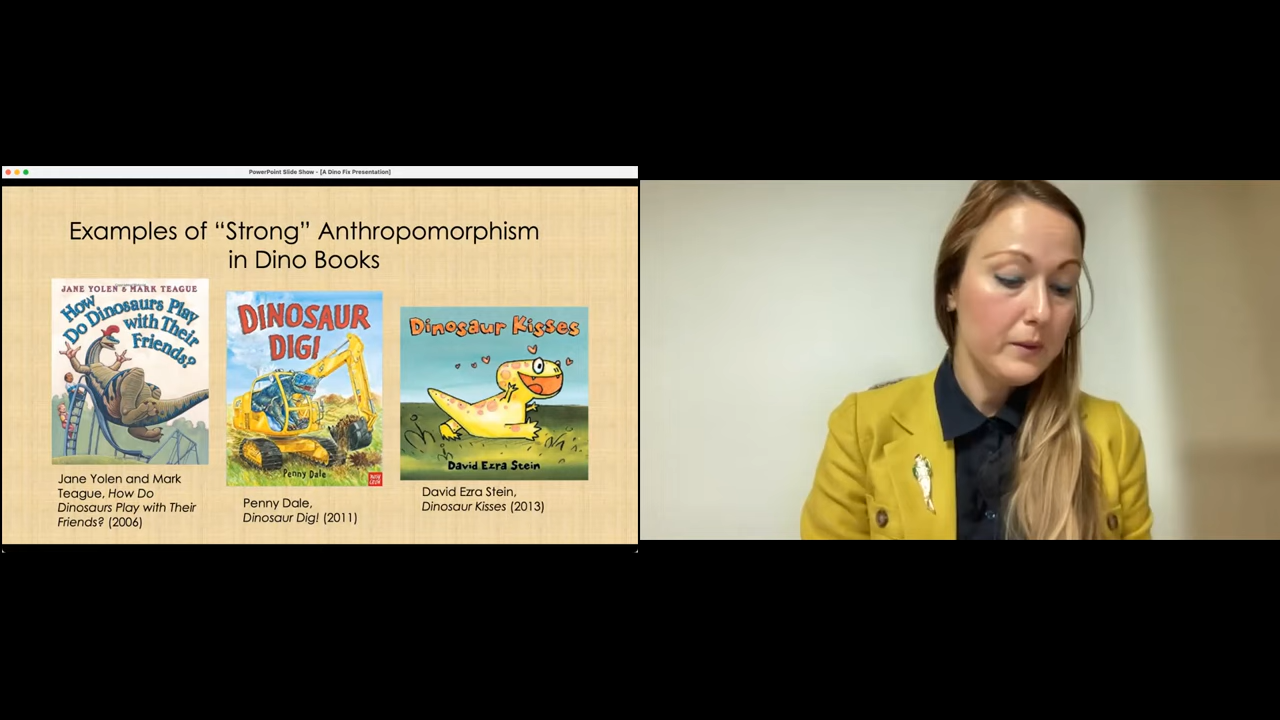 PowerPoint Slide Show - [A Dino Fix Presentation]
Examples of “Strong” Anthropomorphism
in Dino Books
JANE YOLEN & MARK TEAGUE
How
Do Dinosaurs Play
with Their
Friends?
Jane Yolen and Mark
Teague, How Do
Dinosaurs Play with Their
Friends? (2006)
DINOSAUR
DIG!
Penny Dale
Penny Dale,
Dinosaur Dig! (2011)
Dinosaur Kisses
David Ezra Stein
David Ezra Stein,
Dinosaur Kisses (2013)